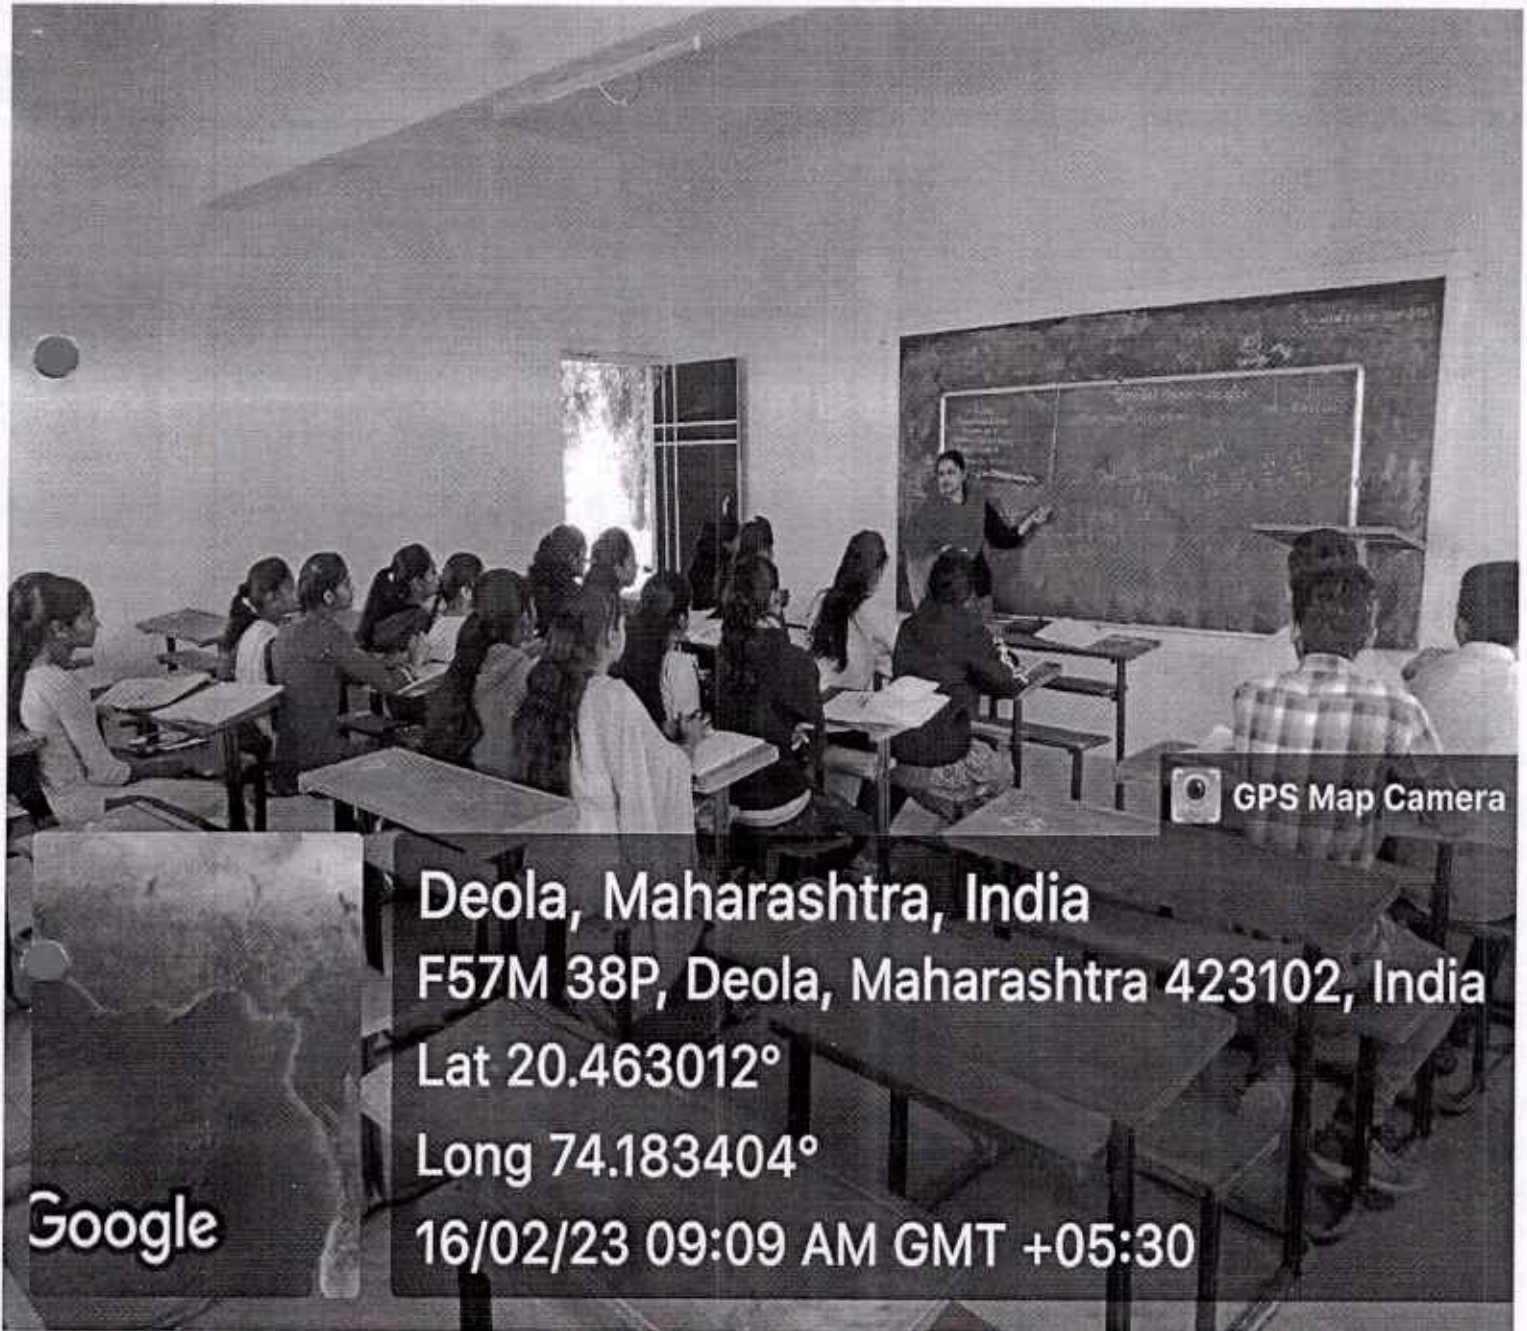 GPS Map Camera
Deola, Maharashtra, India
F57M 38P, Deola, Maharashtra 423102, India
Lat 20.463012°
Long 74.183404°
16/02/23 09:09 AM GMT +05:30
Google